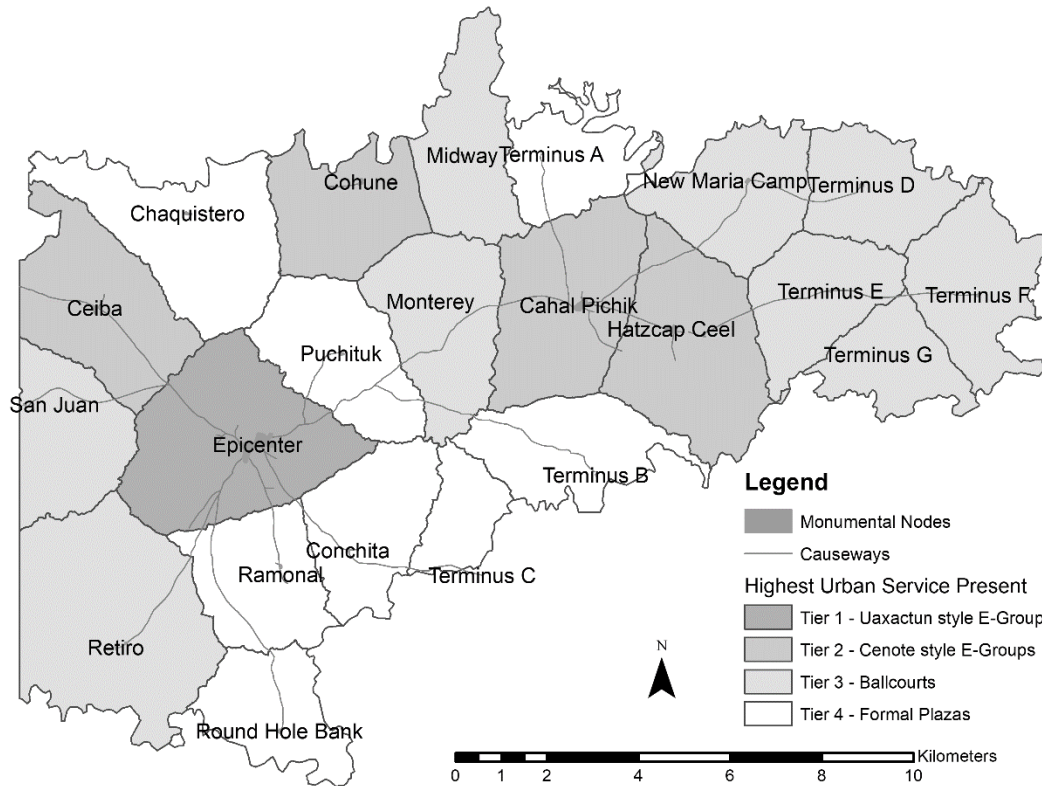 Midway
Terminus A
Cohune
New Maria Camp
Terminus D
Chaquistero
Ceiba
Monterey
Cahal Pichik
Hatzcap Ceel
Terminus E
Terminus F
Puchituk
Terminus G
San Juan
Epicenter
Terminus B
Conchita
Ramonal
Terminus C
Retiro
Round Hole Bank
Legend
Monumental Nodes
Causeways
Highest Urban Service Present
Tier 1 - Uaxactun style E-Group
Tier 2 - Cenote style E-Groups
Tier 3 - Ballcourts
Tier 4 - Formal Plazas
N
Kilometers
0 1 2 4 6 8 10